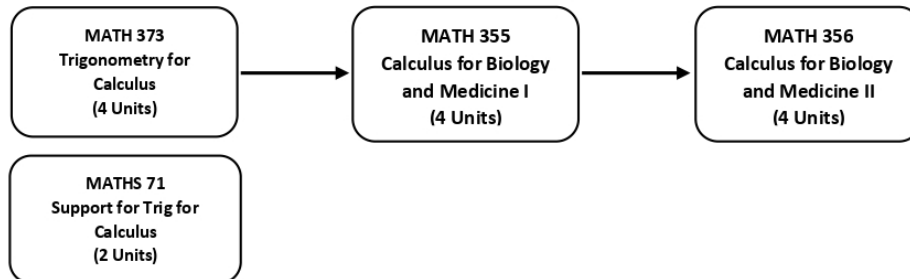 MATH 373
Trigonometry for
Calculus
(4 Units)
MATH 355
Calculus for Biology
and Medicine I
(4 Units)
MATH 356
Calculus for Biology
and Medicine II
(4 Units)
MATHS 71
Support for Trig for
Calculus
(2 Units)